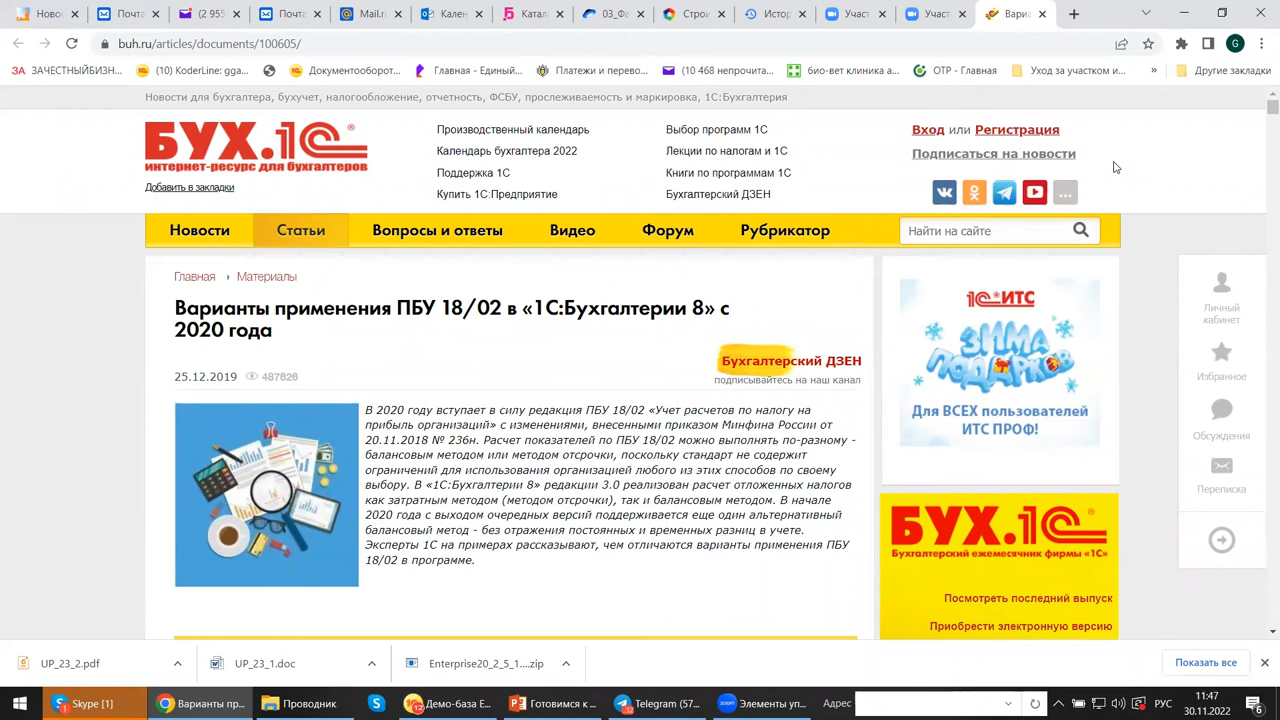 Новос
Почта
(2 955
Почта
Mail.ru
Кален
Катал
03_Фе
Строи
Истор
Участ
Участ
Вариа
buh.ru/articles/documents/100605/
ЗАЧЕСТНЫЙБИЗН...
(10) KoderLine: gga...
Документооборот...
Главная - Единый...
Платежи и перево...
(10 468 непрочита...
био-вет клиника а...
ОТР - Главная
Уход за участком и...
»
Другие закладки
Новости для бухгалтера, бухучет, налогообложение, отчетность, ФСБУ, прослеживаемость и маркировка, 1С:Бухгалтерия
БУХ.1С®
интернет-ресурс для бухгалтеров
Добавить в закладки
Производственный календарь
Календарь бухгалтера 2022
Поддержка 1С
Купить 1С:Предприятие
Выбор программ 1С
Лекции по налогам и 1С
Книги по программам 1С
Бухгалтерский ДЗЕН
Вход или Регистрация
Подписаться на новости
Новости Статьи Вопросы и ответы Видео Форум Рубрикатор
Найти на сайте
Главная › Материалы
Варианты применения ПБУ 18/02 в «1С:Бухгалтерии 8» с
2020 года
Бухгалтерский ДЗЕН
25.12.2019 487626
подписывайтесь на наш канал
В 2020 году вступает в силу редакция ПБУ 18/02 «Учет расчетов по налогу на
прибыль организаций» с изменениями, внесенными приказом Минфина России от
20.11.2018 № 236н. Расчет показателей по ПБУ 18/02 можно выполнять по-разному -
балансовым методом или методом отсрочки, поскольку стандарт не содержит
ограничений для использования организацией любого из этих способов по своему
выбору. В «1С:Бухгалтерии 8» редакции 3.0 реализован расчет отложенных налогов
как затратным методом (методом отсрочки), так и балансовым методом. В начале
2020 года с выходом очередных версий поддерживается еще один альтернативный
балансовый метод - без отражения постоянных и временных разниц в учете.
Эксперты 1С на примерах рассказывают, чем отличаются варианты применения ПБУ
18/02 в программе.
1С ИТС
ЗИМА
ПОДАРКОВ
Для ВСЕХ пользователей
ИТС ПРОФ!
БУХ.1С®
Бухгалтерский ежемесячник фирмы «1С»
Посмотреть последний выпуск
Приобрести электронную версию
Личный
кабинет
Избранное
Обсуждения
Переписка
UP_23_2.pdf
UP_23_1.doc
Enterprise20_2_5_1....zip
Показать все
Skype [1]
Варианты пр...
Проводник
Демо-база E...
Готовимся к ...
Telegram (57...
Элементы уп...
Адрес
РУС
11:47
30.11.2022
6